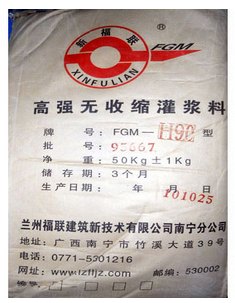 新福联
®
FGM
XINFULIAN
高强无收缩灌浆料
牌 号：FGM—H90型
批 号：95667
净 重：50Kg±1Kg
储 存 期：3个月
生产日期： 年 月 日
101025
兰州福联建筑新技术有限公司南宁分公司
地址：广西南宁市竹溪大道39号
电话：0771-5301216
www.lzfljz.com 邮编：530002